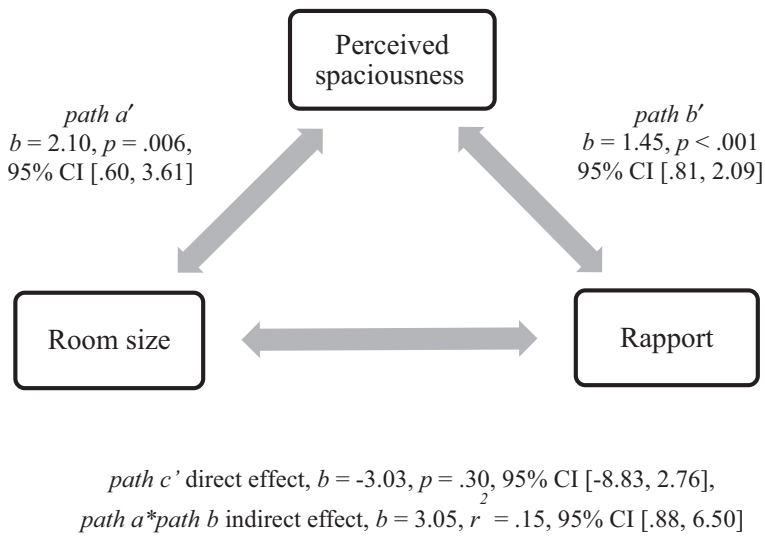 Perceived
spaciousness
path a′
b = 2.10, p = .006,
95% CI [.60, 3.61]
path b′
b = 1.45, p < .001
95% CI [.81, 2.09]
Room size
Rapport
path c’ direct effect, b = -3.03, p = .30, 95% CI [-8.83, 2.76],
path a*path b indirect effect, b = 3.05, r² = .15, 95% CI [.88, 6.50]